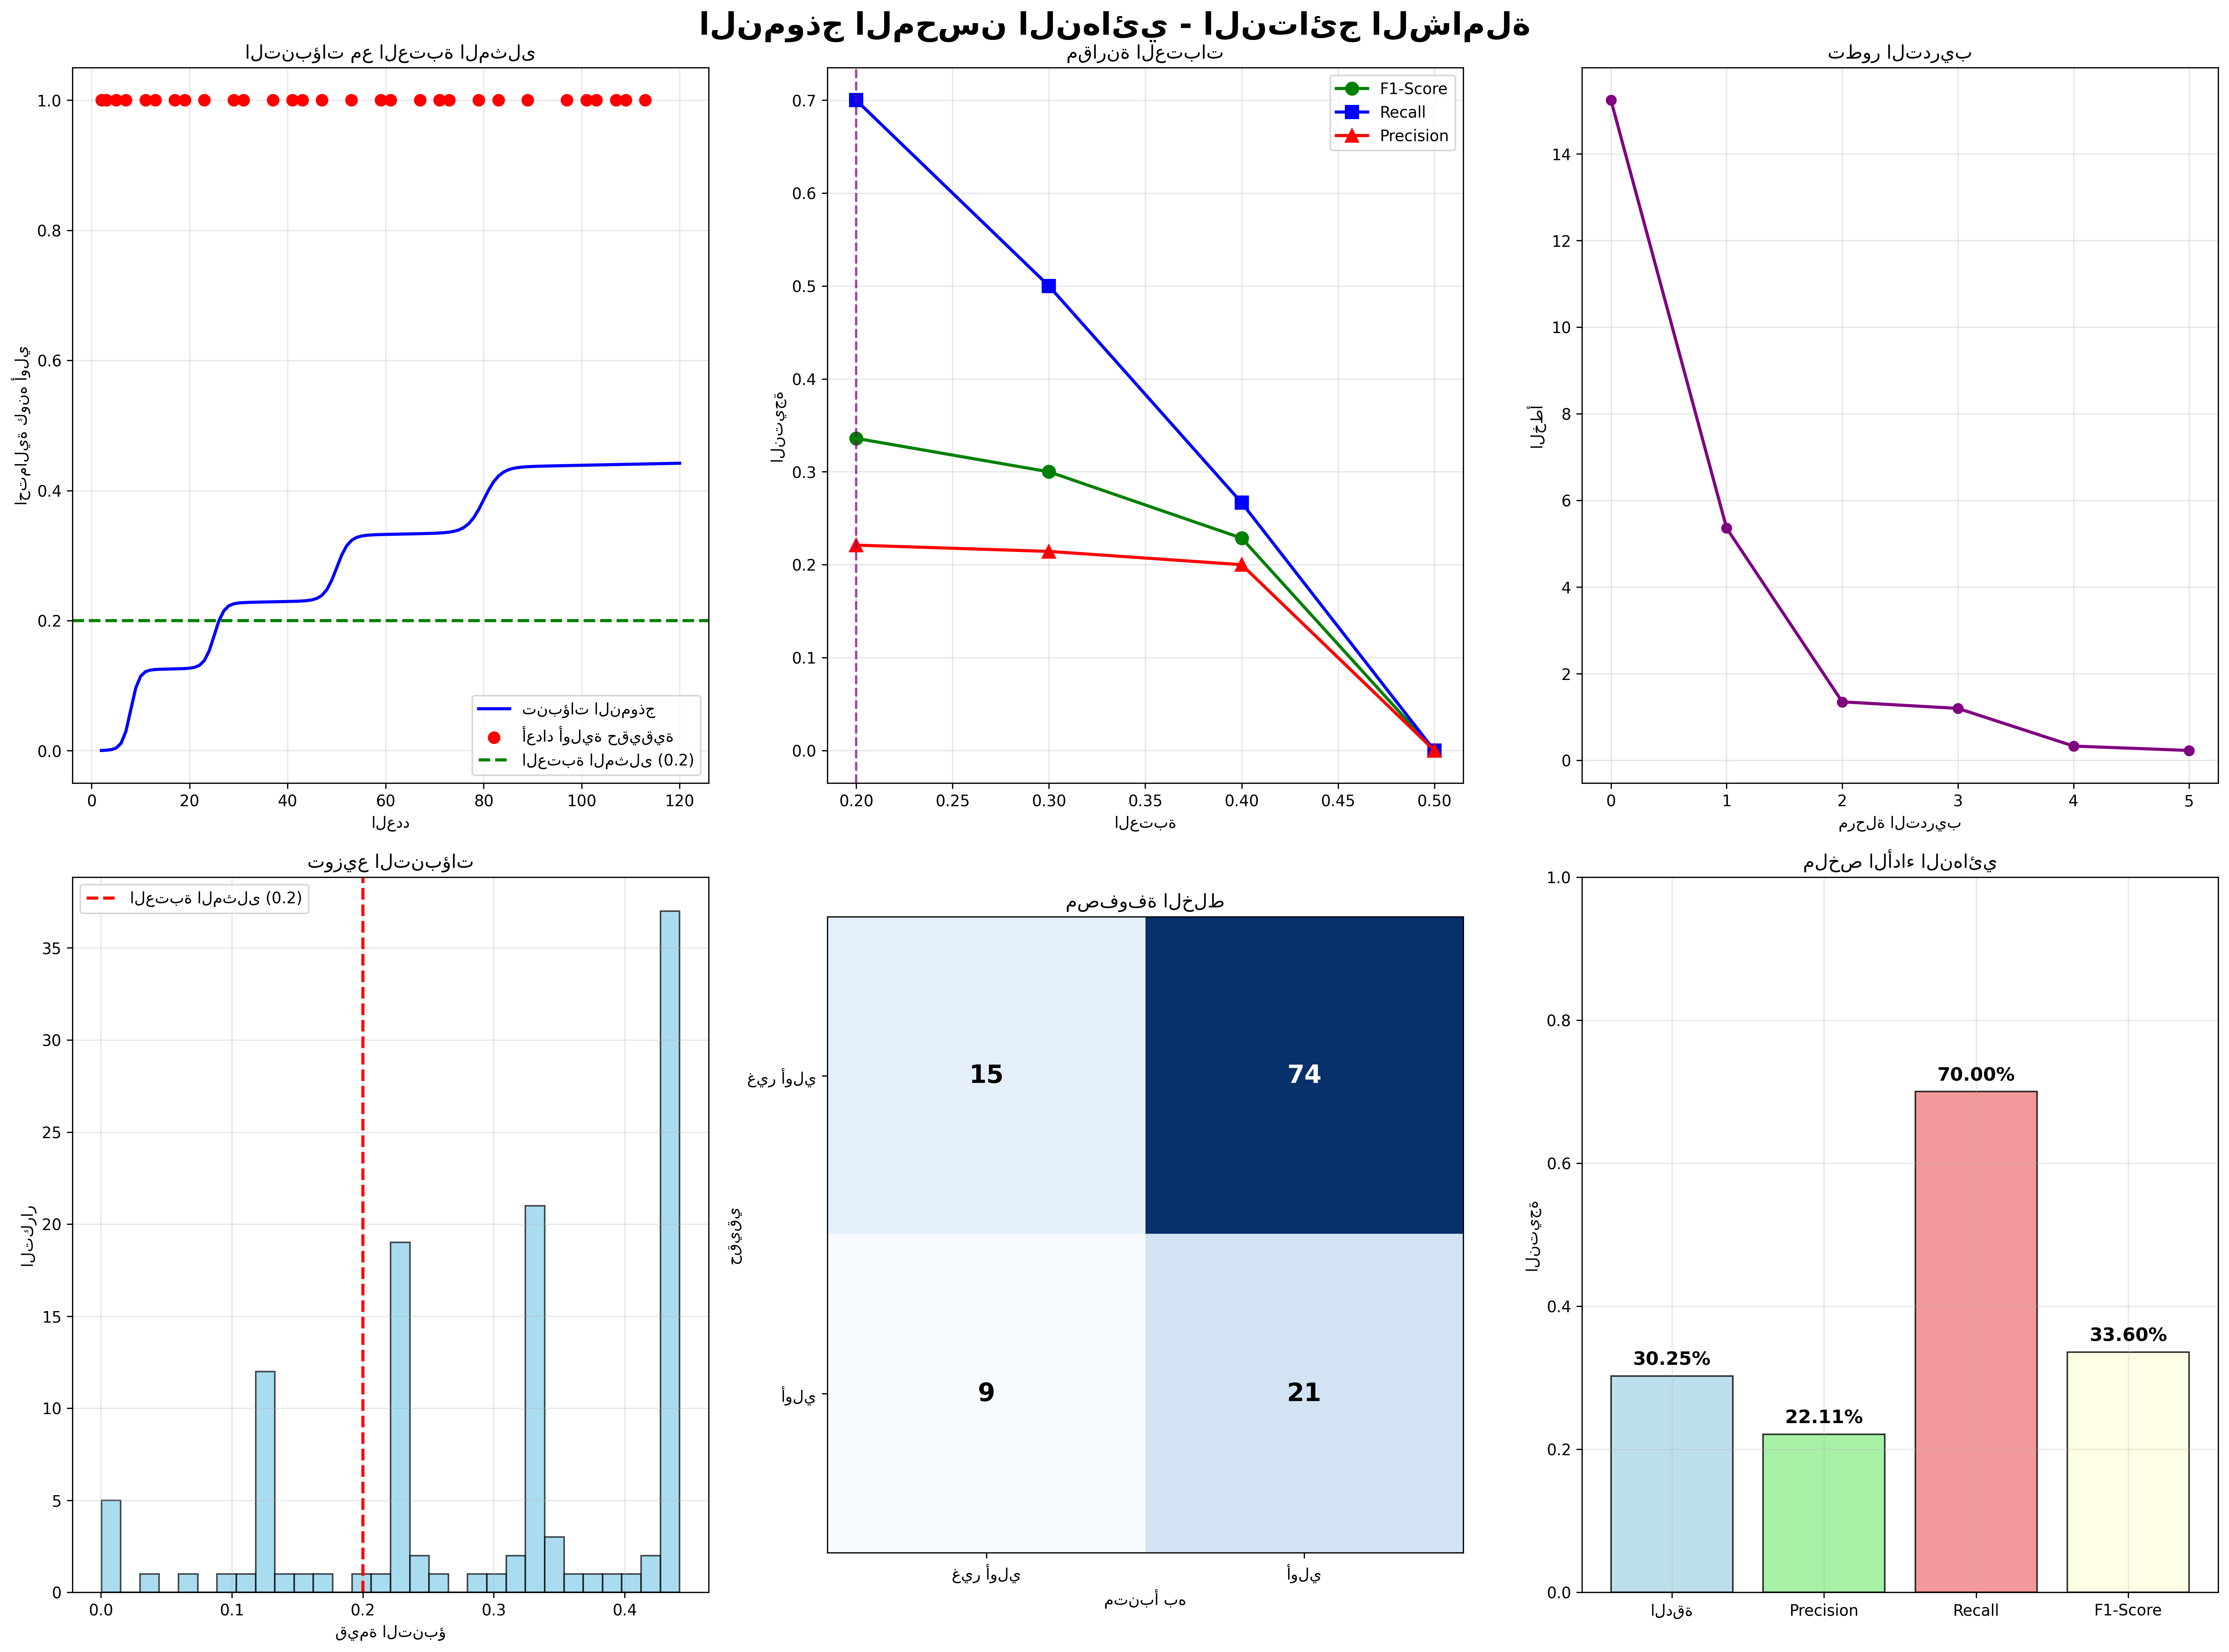 النموذج المحسن النهائي - النتائج الشاملة
التنبؤات مع العتبة المثلى
احتمالية كونه أولي
1.0
0.8
0.6
0.4
0.2
0.0
تنبؤات النموذج
أعداد أولية حقيقية
العتبة المثلى (0.2)
0 20 40 60 80 100 120
العدد
مقارنة العتبات
النتيجة
0.7
0.6
0.5
0.4
0.3
0.2
0.1
0.0
F1-Score
Recall
Precision
0.20 0.25 0.30 0.35 0.40 0.45 0.50
العتبة
تطور التدريب
الخطأ
14
12
10
8
6
4
2
0
0 1 2 3 4 5
مرحلة التدريب
توزيع التنبؤات
العتبة المثلى (0.2)
التكرار
35
30
25
20
15
10
5
0
0.0 0.1 0.2 0.3 0.4
قيمة التنبؤ
مصفوفة الخلط
حقيقي
غير أولي
15 74
أولي
9 21
غير أولي
أولي
متنبأ به
ملخص الأداء النهائي
النتيجة
1.0
0.8
0.6
0.4
0.2
0.0
30.25%
22.11%
70.00%
33.60%
الدقة
Precision
Recall
F1-Score